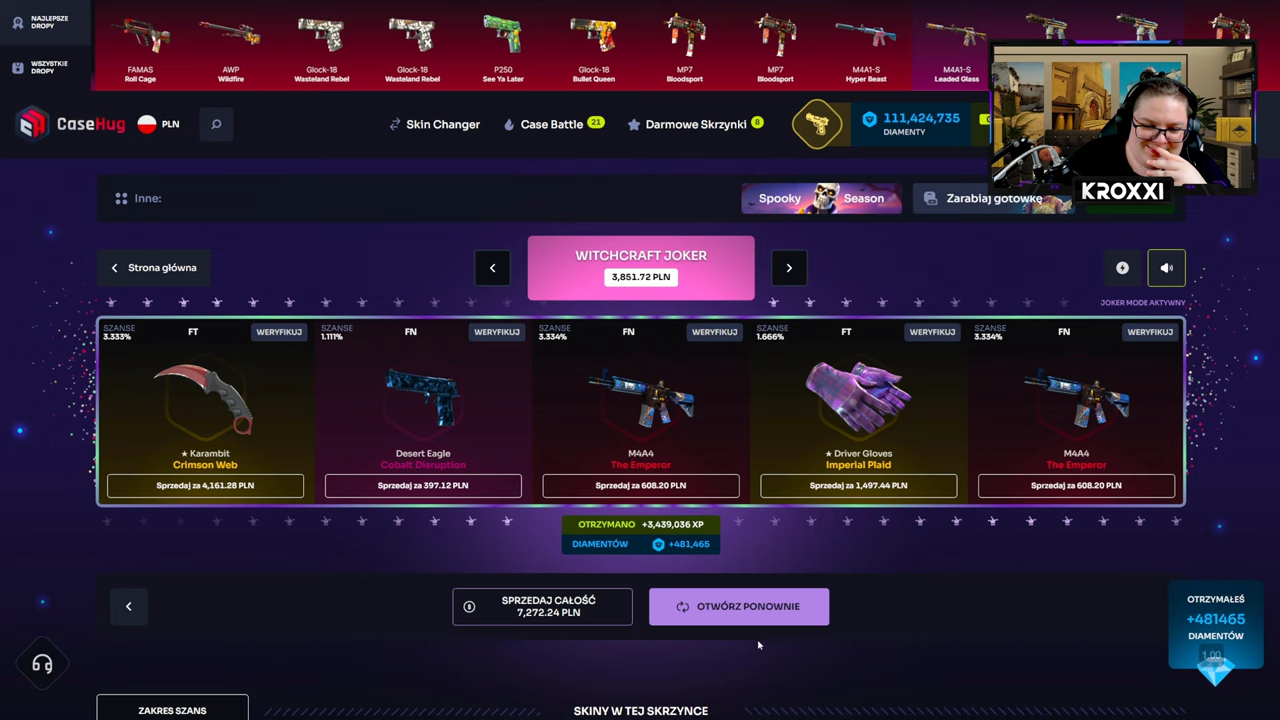 NAJLEPSZE
DROPY
WSZYSTKIE
DROPY
FAMAS
Roll Cage
AWP
Wildfire
Glock-18
Wasteland Rebel
Glock-18
Wasteland Rebel
P250
See Ya Later
Glock-18
Bullet Queen
MP7
Bloodsport
MP7
Bloodsport
M4A1-S
Hyper Beast
M4A1-S
Leaded Glass
CaseHug
PLN
Skin Changer
Case Battle 21
Darmowe Skrzynki 8
111,424,735
DIAMENTY
KROXXI
Inne:
Spooky Season
Zarabiaj gotówkę
Strona główna
WITCHCRAFT JOKER
3,851.72 PLN
JOKER MODE AKTYWNY
SZANSE
3.333%
FT
WERYFIKUJ
★ Karambit
Crimson Web
Sprzedaj za 4,161.28 PLN
SZANSE
1.111%
FN
WERYFIKUJ
Desert Eagle
Cobalt Disruption
Sprzedaj za 397.12 PLN
3.334%
FN
WERYFIKUJ
M4A4
The Emperor
Sprzedaj za 608.20 PLN
SZANSE
1.666%
FT
WERYFIKUJ
★ Driver Gloves
Imperial Plaid
Sprzedaj za 1,497.44 PLN
SZANSE
3.334%
FN
WERYFIKUJ
M4A4
The Emperor
Sprzedaj za 608.20 PLN
OTRZYMANO +3,439,036 XP
DIAMENTÓW +481,465
SPRZEDAJ CAŁOŚĆ
7,272.24 PLN
OTWÓRZ PONOWNIE
OTRZYMAŁEŚ
+481465
DIAMENTÓW
1.00
ZAKRES SZANS
SKINY W TEJ SKRZYNCE